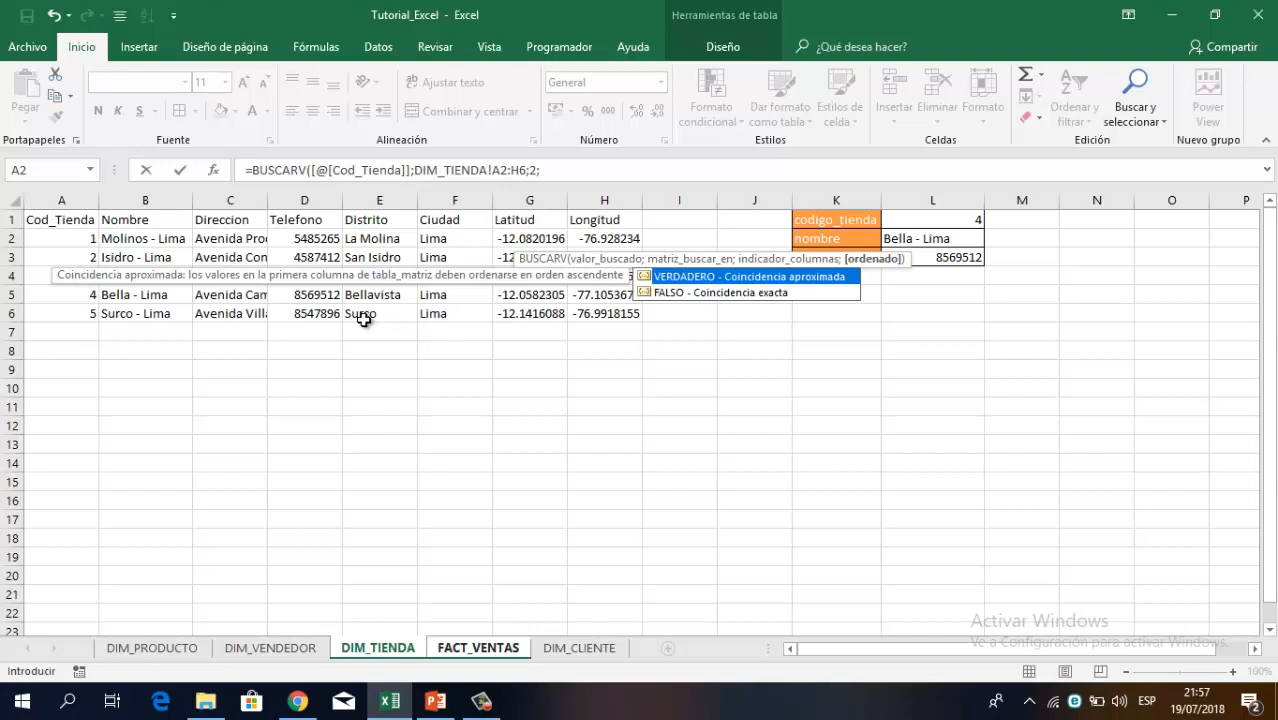 Tutorial_Excel - Excel
Herramientas de tabla
Archivo Inicio Insertar Diseño de página Fórmulas Datos Revisar Vista Programador Ayuda Diseño ¿Qué desea hacer? Compartir
Pegar
11
N K S
Ajustar texto
Combinar y centrar
General
% 000
Formato condicional
Dar formato como tabla
Estilos de celda
Insertar Eliminar Formato
Ordenar y filtrar
Buscar y seleccionar
Power View
Portapapeles Fuente Alineación Número Estilos Celdas Edición Nuevo grupo
A2 =BUSCARV([@[Cod_Tienda]];DIM_TIENDA!A2:H6;2;
A B C D E F G H I J K L M N O P
1 Cod_Tienda Nombre Direccion Telefono Distrito Ciudad Latitud Longitud codigo_tienda 4
2 1 Molinos - Lima Avenida Pro 5485265 La Molina Lima -12.0820196 -76.928234 nombre Bella - Lima
3 2 Isidro - Lima Avenida Con 4587412 San Isidro Lima -12 8569512
BUSCARV(valor_buscado; matriz_buscar_en; indicador_columnas; [ordenado])
4 Coincidencia aproximada: los valores en la primera columna de tabla_matriz deben ordenarse en orden ascendente
VERDADERO - Coincidencia aproximada
FALSO - Coincidencia exacta
5 4 Bella - Lima Avenida Cam 8569512 Bellavista Lima -12.0582305 -77.105367
6 5 Surco - Lima Avenida Villa 8547896 Surco Lima -12.1416088 -76.9918155
7
8
9
10
11
12
13
14
15
16
17
18
19
20
21
22
23
Activar Windows
Ve a Configuración para activar Windows.
DIM_PRODUCTO DIM_VENDEDOR DIM_TIENDA FACT_VENTAS DIM_CLIENTE
Introducir 100%
ESP 21:57
19/07/2018
2